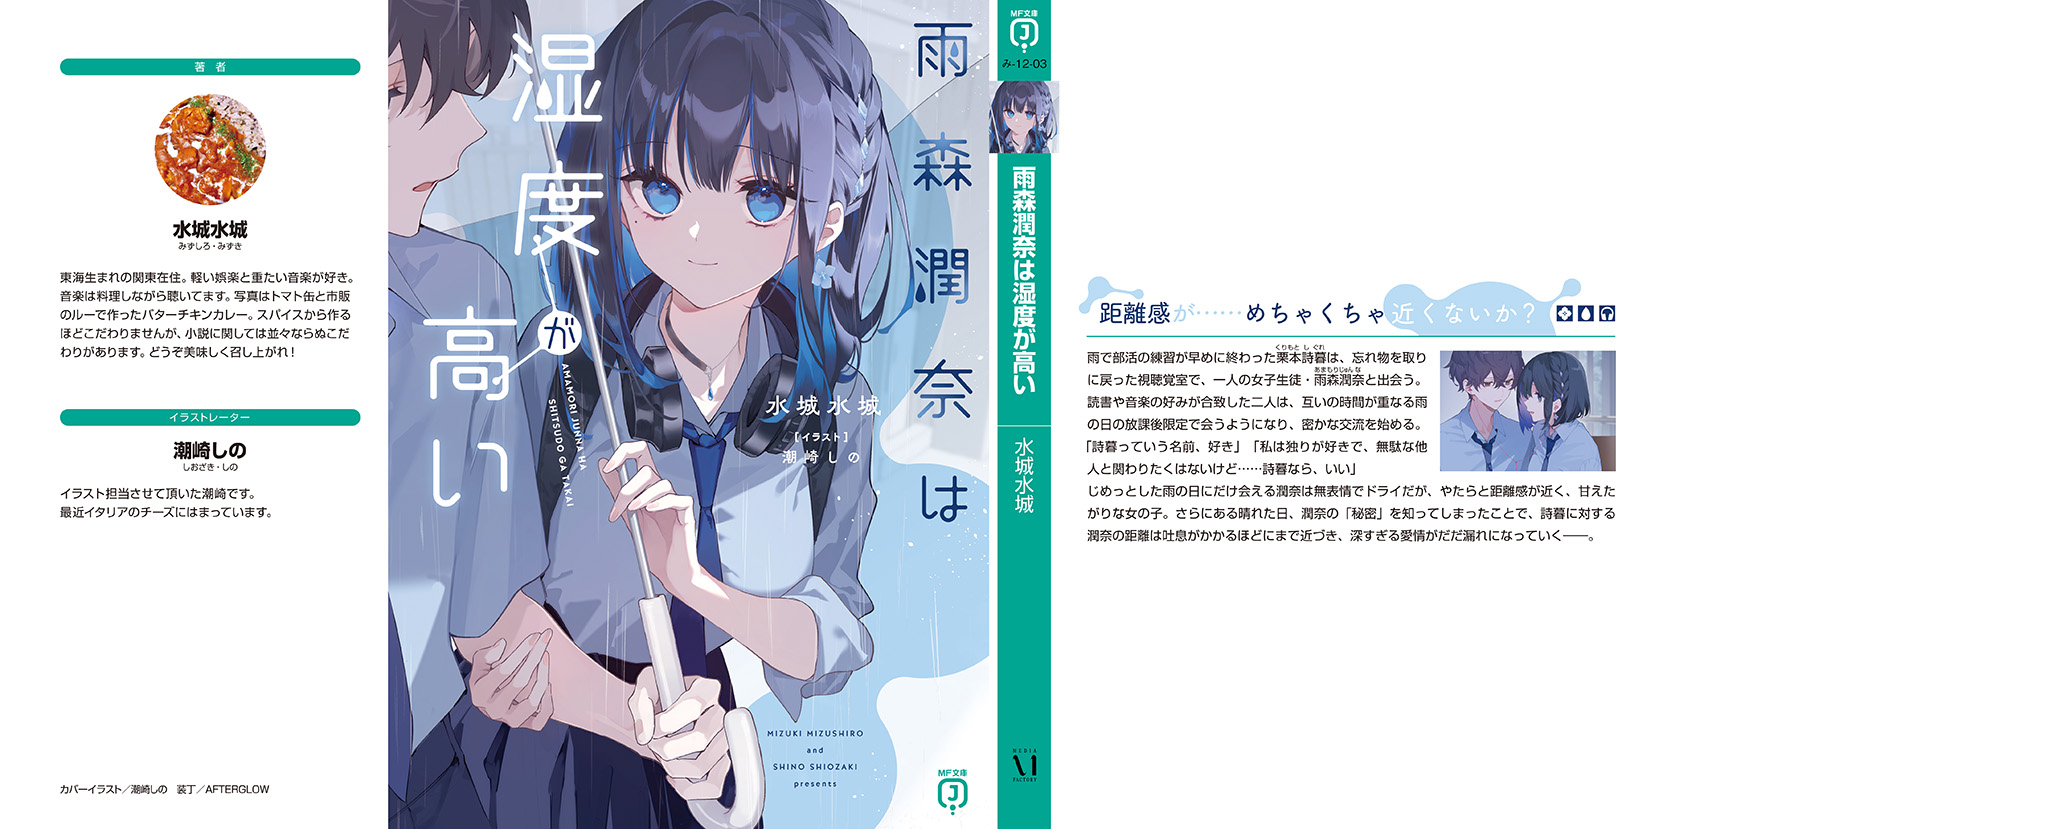 著 者
水城水城
みずしろ・みずき
東海生まれの関東在住。軽い娯楽と重たい音楽が好き。
音楽は料理しながら聴いてます。写真はトマト缶と市販
のルーで作ったバターチキンカレー。スパイスから作る
ほどこだわりませんが、小説に関しては並々ならぬこだ
わりがあります。どうぞ美味しく召し上がれ！
イラストレーター
潮崎しの
しおざき・しの
イラスト担当させて頂いた潮崎です。
最近イタリアのチーズにはまっています。
カバーイラスト／潮崎しの 装丁／AFTERGLOW
雨森潤奈は
湿度が
高い
AMAMORI JUNNA HA
SHITSUDO GA TAKAI
水城水城
［イラスト］
潮崎しの
MIZUKI MIZUSHIRO
and
SHINO SHIOZAKI
presents
MF文庫
J
MF文庫
J
み-12-03
雨森潤奈は湿度が高い
水城水城
MEDIA
FACTORY
距離感が……めちゃくちゃ近くないか？
くりもと し ぐれ
雨で部活の練習が早めに終わった栗本詩暮は、忘れ物を取り
あまもりじゅん な
に戻った視聴覚室で、一人の女子生徒・雨森潤奈と出会う。
読書や音楽の好みが合致した二人は、互いの時間が重なる雨
の日の放課後限定で会うようになり、密かな交流を始める。
「詩暮っていう名前、好き」「私は独りが好きで、無駄な他
人と関わりたくはないけど……詩暮なら、いい」
じめっとした雨の日にだけ会える潤奈は無表情でドライだが、やたらと距離感が近く、甘えた
がりな女の子。さらにある晴れた日、潤奈の「秘密」を知ってしまったことで、詩暮に対する
潤奈の距離は吐息がかかるほどにまで近づき、深すぎる愛情がだだ漏れになっていく――。